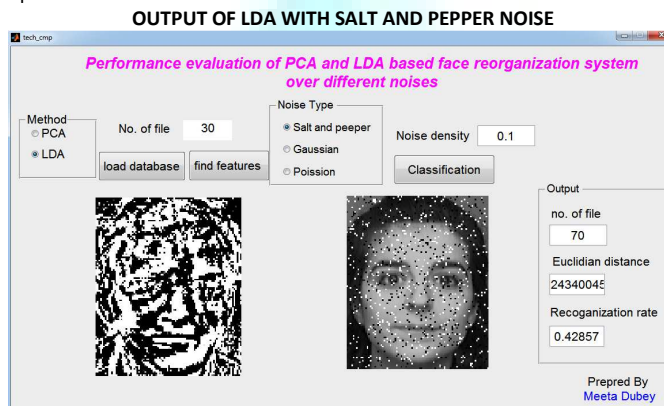 OUTPUT OF LDA WITH SALT AND PEPPER NOISE
tech_cmp
Performance evaluation of PCA and LDA based face reorganization system
over different noises
Method
PCA
LDA
No. of file 30
load database find features
Noise Type
Salt and peeper
Gaussian
Poission
Noise density 0.1
Classification
Output
no. of file
70
Euclidian distance
24340045
Recoganization rate
0.42857
Prepred By
Meeta Dubey